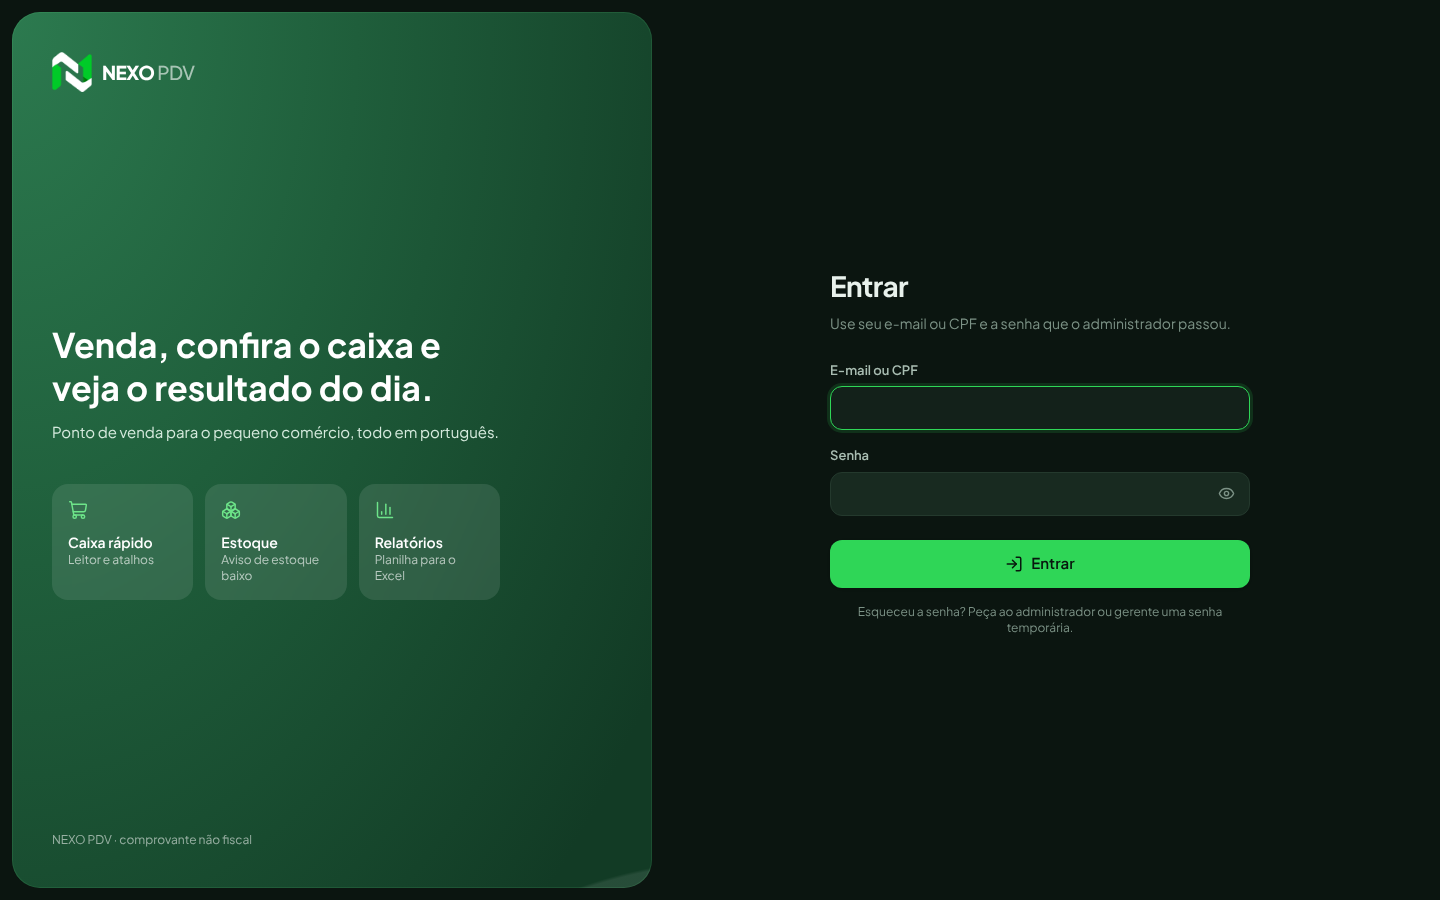 NEXO PDV
Venda, confira o caixa e
veja o resultado do dia.
Ponto de venda para o pequeno comércio, todo em português.
Caixa rápido
Leitor e atalhos
Estoque
Aviso de estoque
baixo
Relatórios
Planilha para o
Excel
NEXO PDV · comprovante não fiscal
Entrar
Use seu e-mail ou CPF e a senha que o administrador passou.
E-mail ou CPF
Senha
Entrar
Esqueceu a senha? Peça ao administrador ou gerente uma senha
temporária.